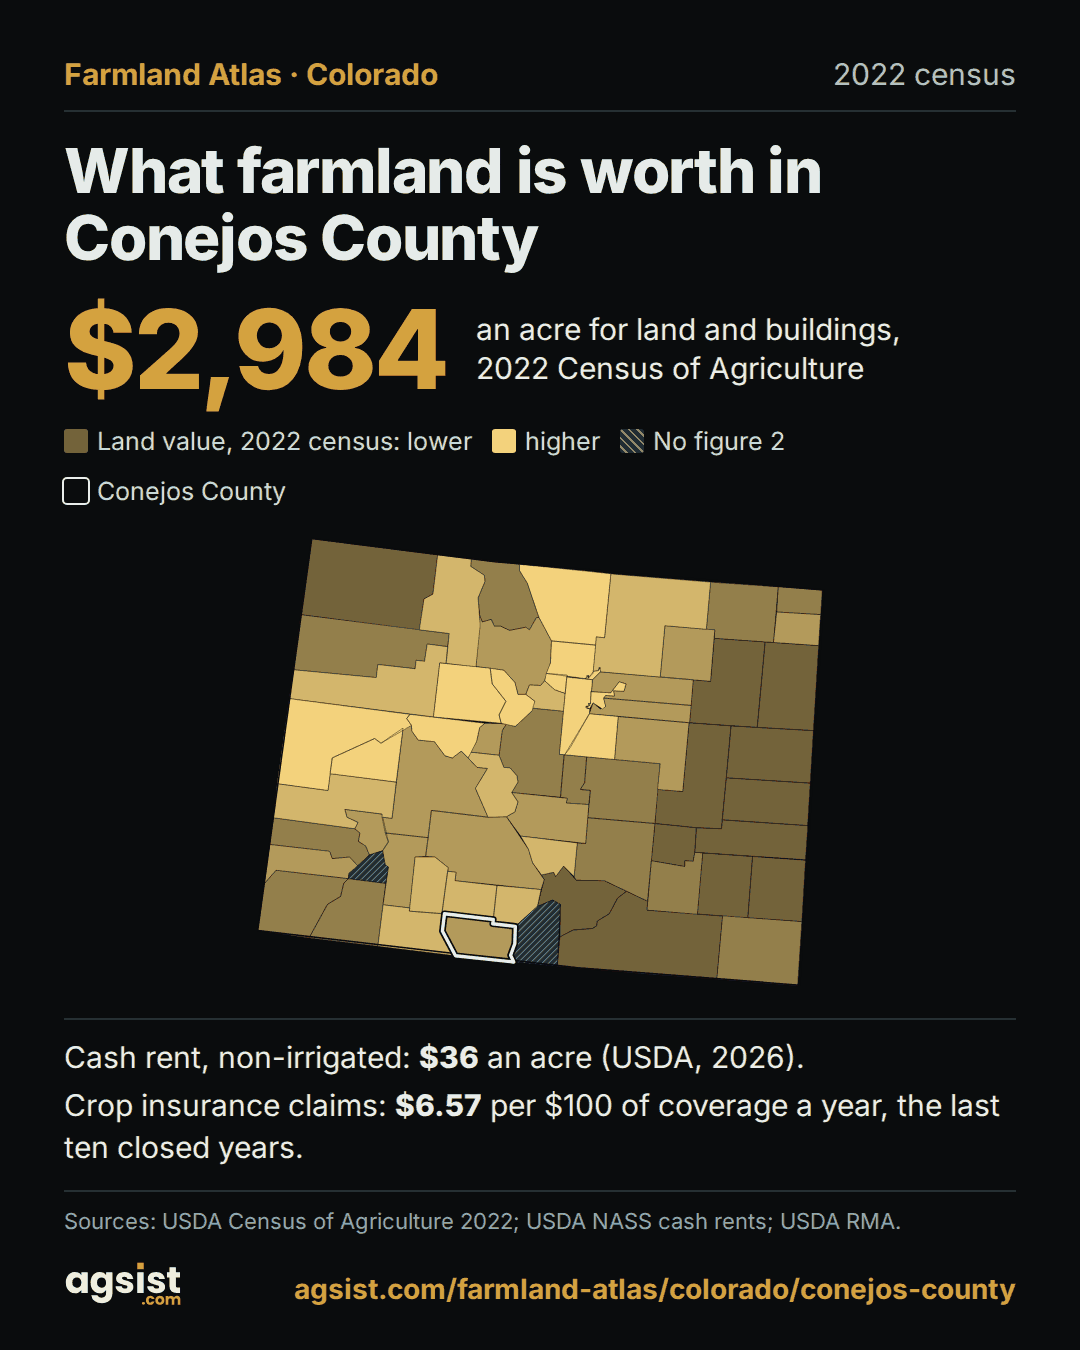 Farmland Atlas · Colorado
2022 census
What farmland is worth in
Conejos County
$2,984
an acre for land and buildings,
2022 Census of Agriculture
Land value, 2022 census: lower
higher
No figure 2
Conejos County
Cash rent, non-irrigated: $36 an acre (USDA, 2026).
Crop insurance claims: $6.57 per $100 of coverage a year, the last
ten closed years.
Sources: USDA Census of Agriculture 2022; USDA NASS cash rents; USDA RMA.
agsist
.com
agsist.com/farmland-atlas/colorado/conejos-county